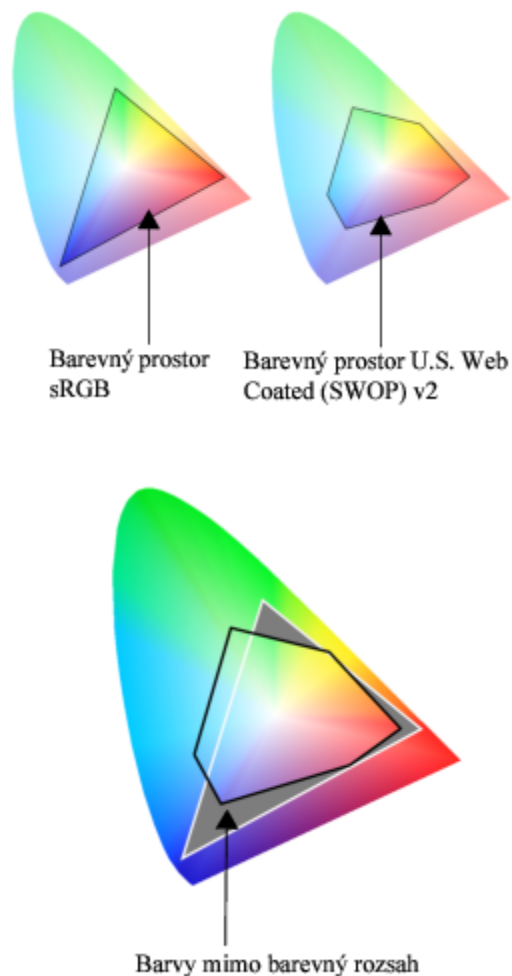 Barevný prostor
sRGB
Barevný prostor U.S. Web
Coated (SWOP) v2
Barvy mimo barevný rozsah